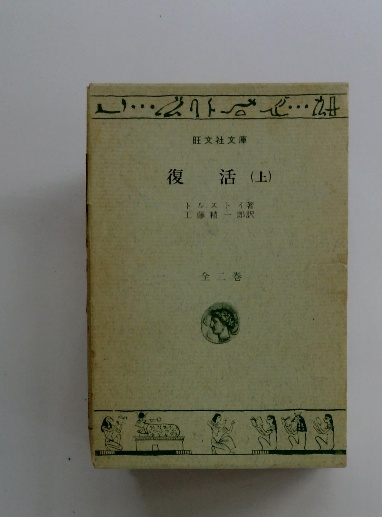 旺文社文庫
復 活 (上)
トルストイ著
工藤精一郎訳
全二巻